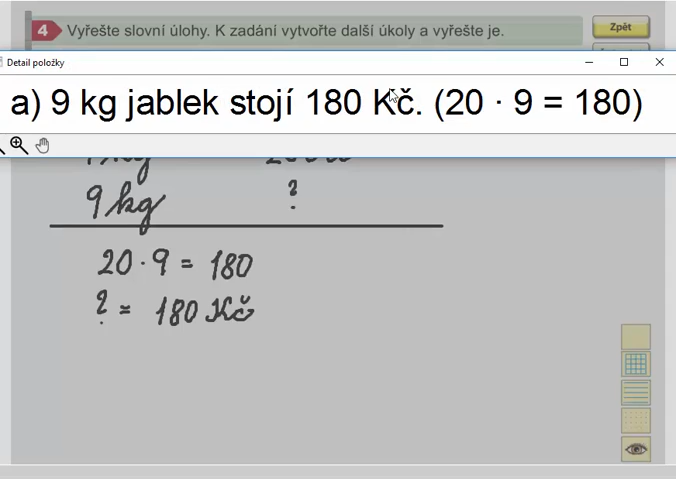 4 Vyřešte slovní úlohy. K zadání vytvořte další úkoly a vyřešte je.
Zpět
Detail položky
a) 9 kg jablek stojí 180 Kč. (20 · 9 = 180)
9 kg ?
20 · 9 = 180
? = 180 Kč